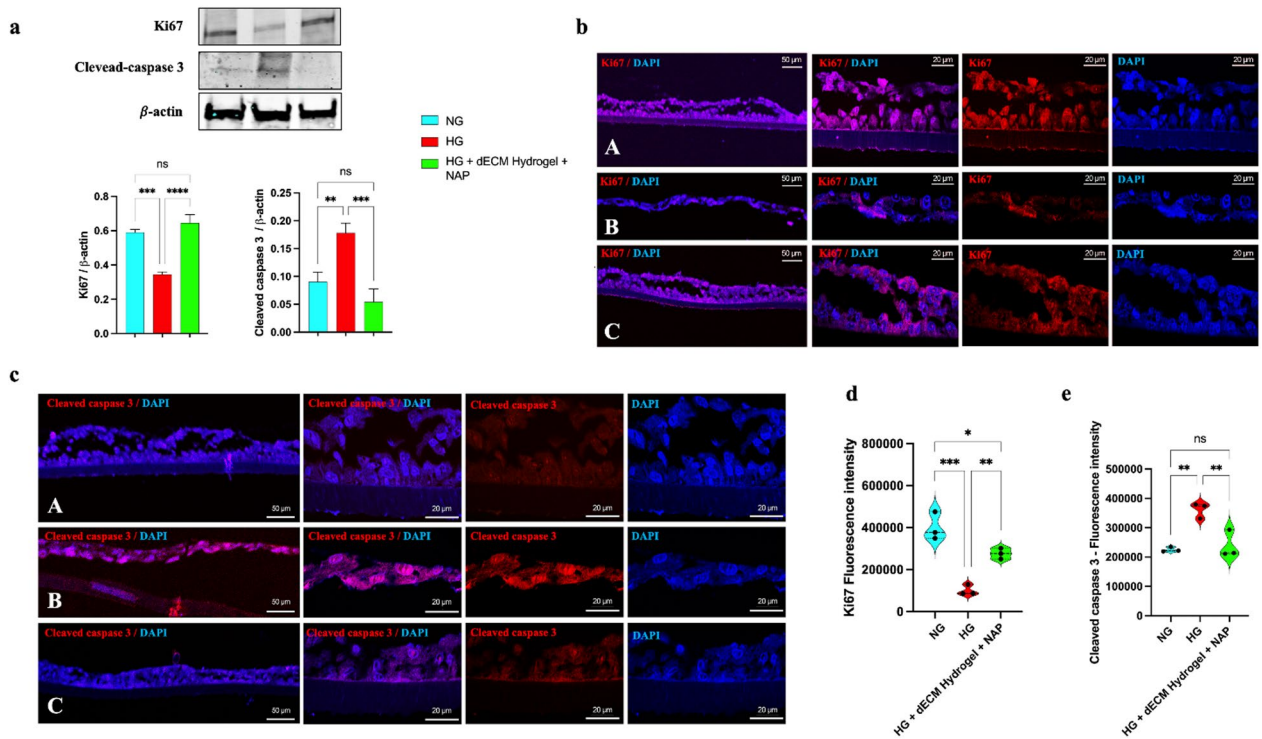 a
Ki67
Clevead-caspase 3
β-actin
NG
HG
HG + dECM Hydrogel +
NAP
ns
*** ****
Ki67 / β-actin
0.8
0.6
0.4
0.2
0.0
ns
** ***
Cleaved caspase 3 / β-actin
0.25
0.20
0.15
0.10
0.05
0.00
b
Ki67 / DAPI
50 µm
Ki67 / DAPI
20 µm
Ki67
20 µm
DAPI
20 µm
A
Ki67 / DAPI
50 µm
Ki67 / DAPI
20 µm
Ki67
20 µm
DAPI
20 µm
B
Ki67 / DAPI
50 µm
Ki67 / DAPI
20 µm
Ki67
20 µm
DAPI
20 µm
C
c
Cleaved caspase 3 / DAPI
Cleaved caspase 3 / DAPI
Cleaved caspase 3
DAPI
A
50 µm
20 µm
20 µm
20 µm
Cleaved caspase 3 / DAPI
Cleaved caspase 3 / DAPI
Cleaved caspase 3
DAPI
B
50 µm
20 µm
20 µm
20 µm
Cleaved caspase 3 / DAPI
Cleaved caspase 3 / DAPI
Cleaved caspase 3
DAPI
C
50 µm
20 µm
20 µm
20 µm
d
Ki67 Fluorescence intensity
800000
600000
400000
200000
0
*
*** **
NG
HG
HG + dECM Hydrogel + NAP
e
Cleaved caspase 3 - Fluorescence intensity
500000
400000
300000
200000
100000
0
ns
** **
NG
HG
HG + dECM Hydrogel + NAP